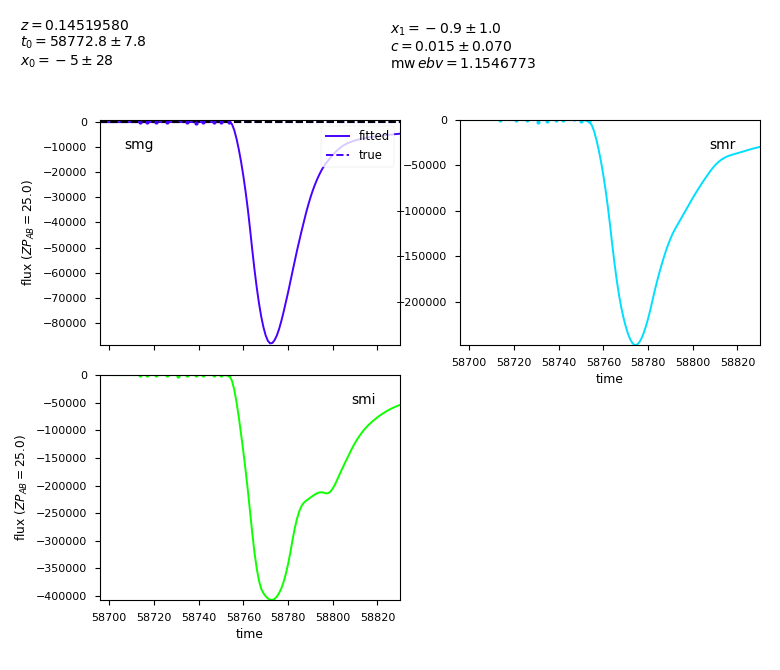 z = 0.14519580
t₀ = 58772.8 ± 7.8
x₀ = −5 ± 28
x₁ = −0.9 ± 1.0
c = 0.015 ± 0.070
mw ebv = 1.1546773
0
−10000
−20000
−30000
−40000
−50000
−60000
−70000
−80000
flux (ZP_AB = 25.0)
smg
fitted
true
0
−50000
−100000
−150000
−200000
smr
58700 58720 58740 58760 58780 58800 58820
time
0
−50000
−100000
−150000
−200000
−250000
−300000
−350000
−400000
flux (ZP_AB = 25.0)
smi
58700 58720 58740 58760 58780 58800 58820
time